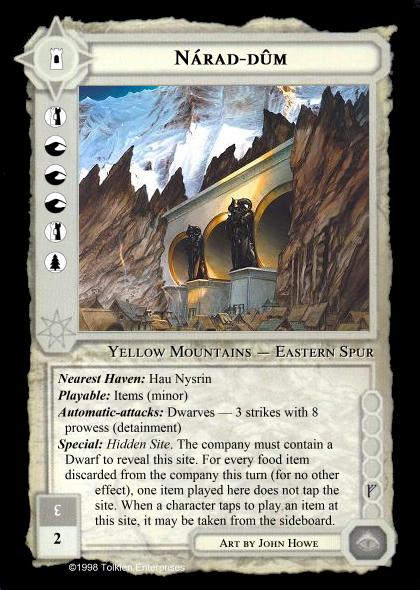 NÁRAD-DÛM
YELLOW MOUNTAINS — EASTERN SPUR
Nearest Haven: Hau Nysrin
Playable: Items (minor)
Automatic-attacks: Dwarves — 3 strikes with 8
prowess (detainment)
Special: Hidden Site. The company must contain a
Dwarf to reveal this site. For every food item
discarded from the company this turn (for no other
effect), one item played here does not tap the
site. When a character taps to play an item at
this site, it may be taken from the sideboard.
ε
2
ART BY JOHN HOWE
©1998 Tolkien Enterprises